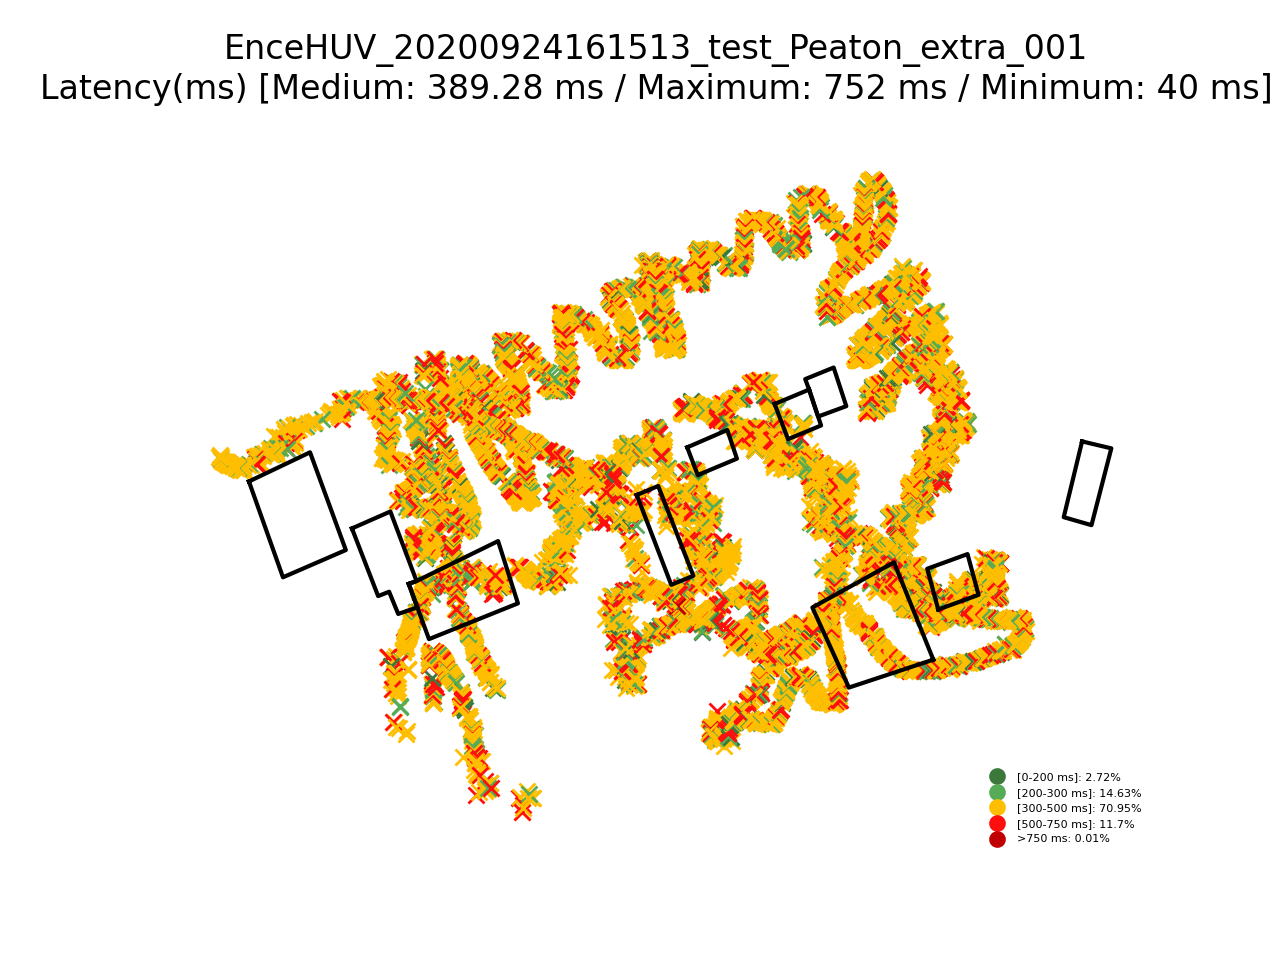 EnceHUV_20200924161513_test_Peaton_extra_001
Latency(ms) [Medium: 389.28 ms / Maximum: 752 ms / Minimum: 40 ms]
[0-200 ms]: 2.72%
[200-300 ms]: 14.63%
[300-500 ms]: 70.95%
[500-750 ms]: 11.7%
>750 ms: 0.01%